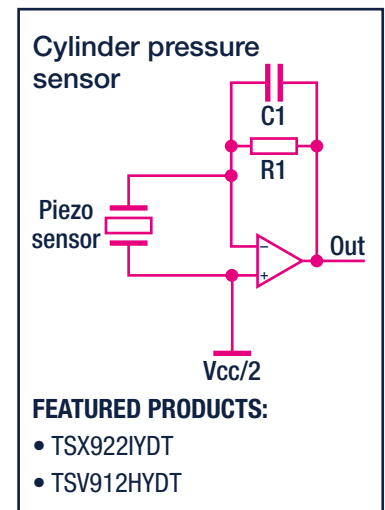 Cylinder pressure
sensor
C1
R1
Piezo
sensor
−
+
Out
Vcc/2
FEATURED PRODUCTS:
• TSX922IYDT
• TSV912HYDT